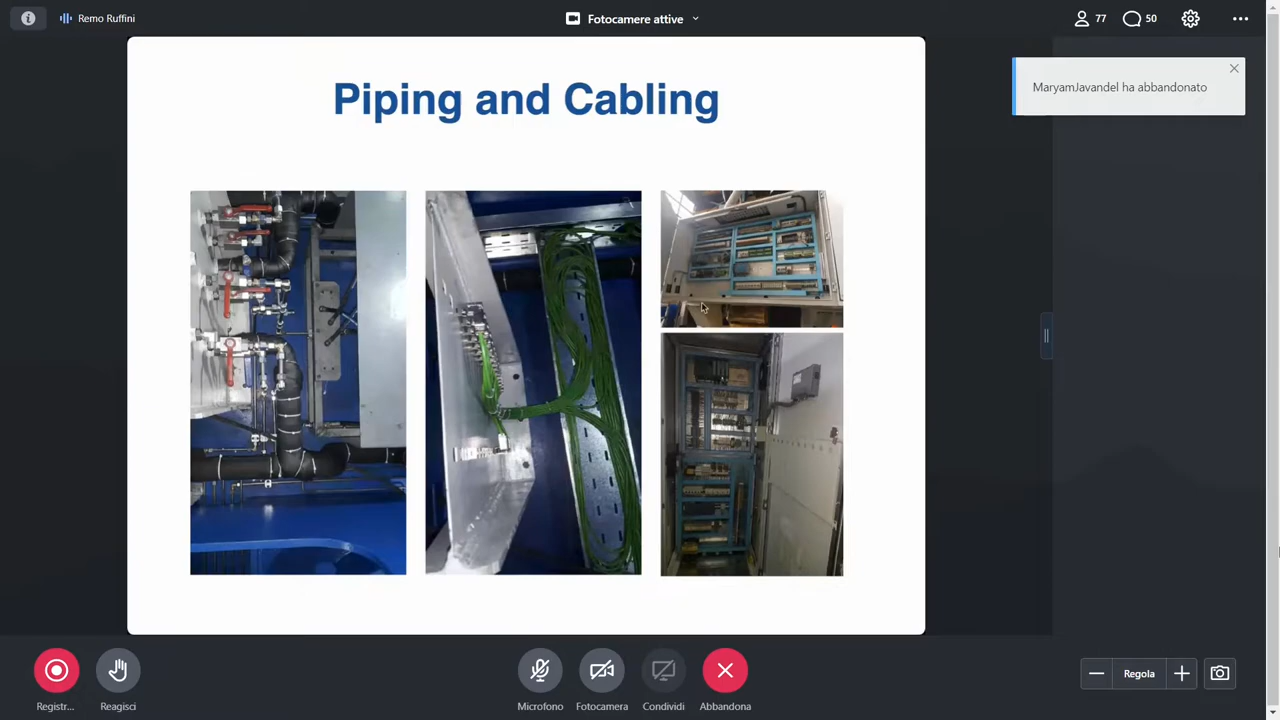 Remo Ruffini
Fotocamere attive
77
50
MaryamJavandel ha abbandonato
Piping and Cabling
Registr...
Reagisci
Microfono
Fotocamera
Condividi
Abbandona
Regola